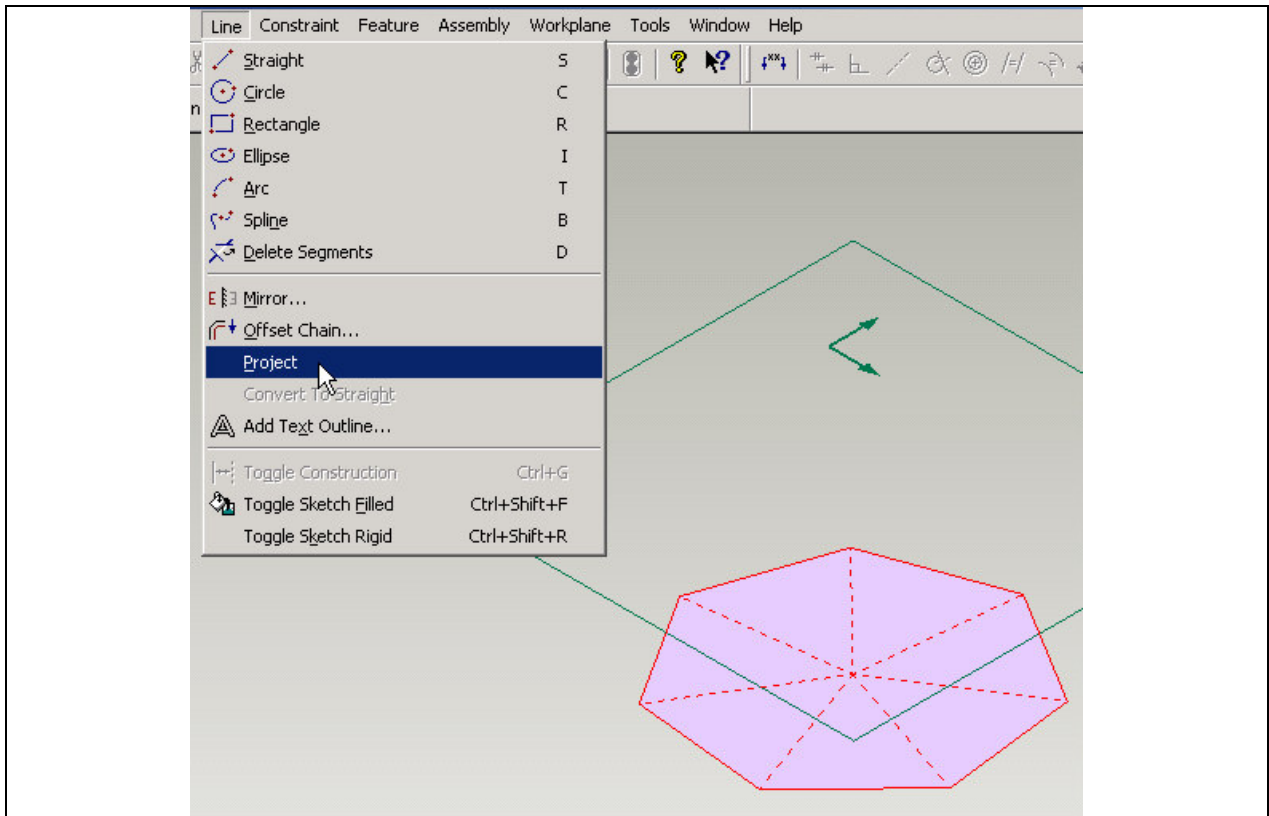 Line Constraint Feature Assembly Workplane Tools Window Help
Straight S
Circle C
Rectangle R
Ellipse I
Arc T
Spline B
Delete Segments D
Mirror...
Offset Chain...
Project
Convert To Straight
Add Text Outline...
Toggle Construction Ctrl+G
Toggle Sketch Filled Ctrl+Shift+F
Toggle Sketch Rigid Ctrl+Shift+R